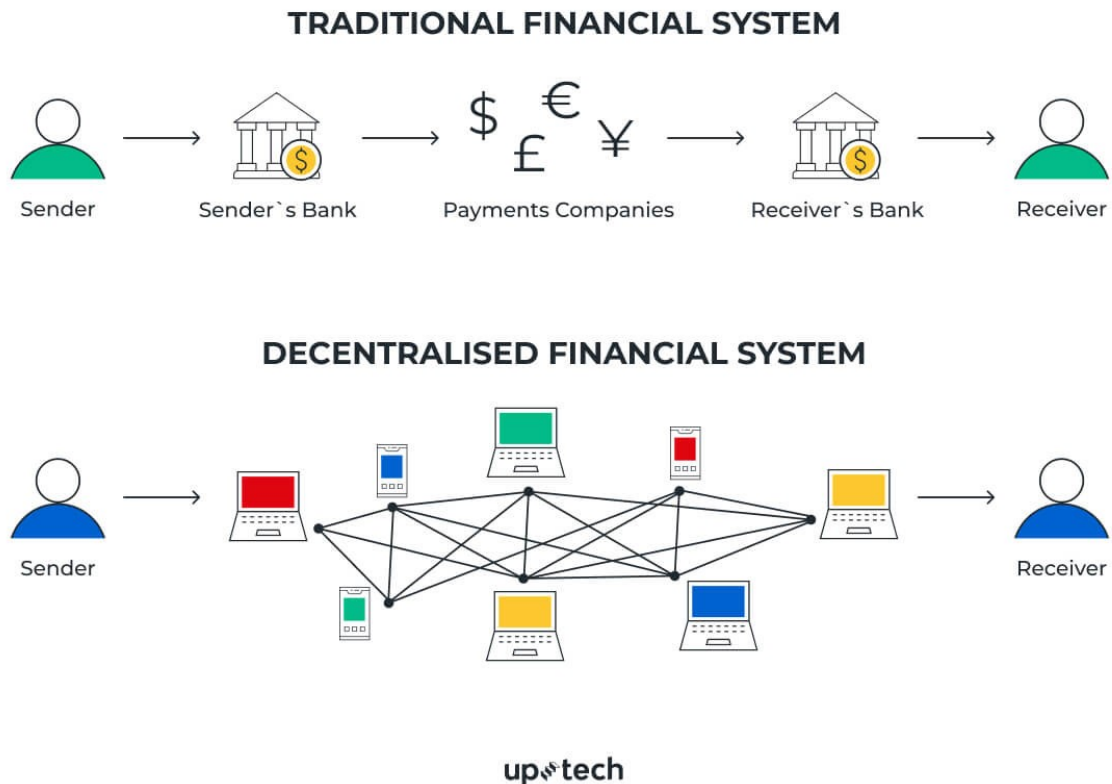 TRADITIONAL FINANCIAL SYSTEM
$ € £ ¥
$ $
Sender Sender`s Bank Payments Companies Receiver`s Bank Receiver
DECENTRALISED FINANCIAL SYSTEM
Sender Receiver
up tech